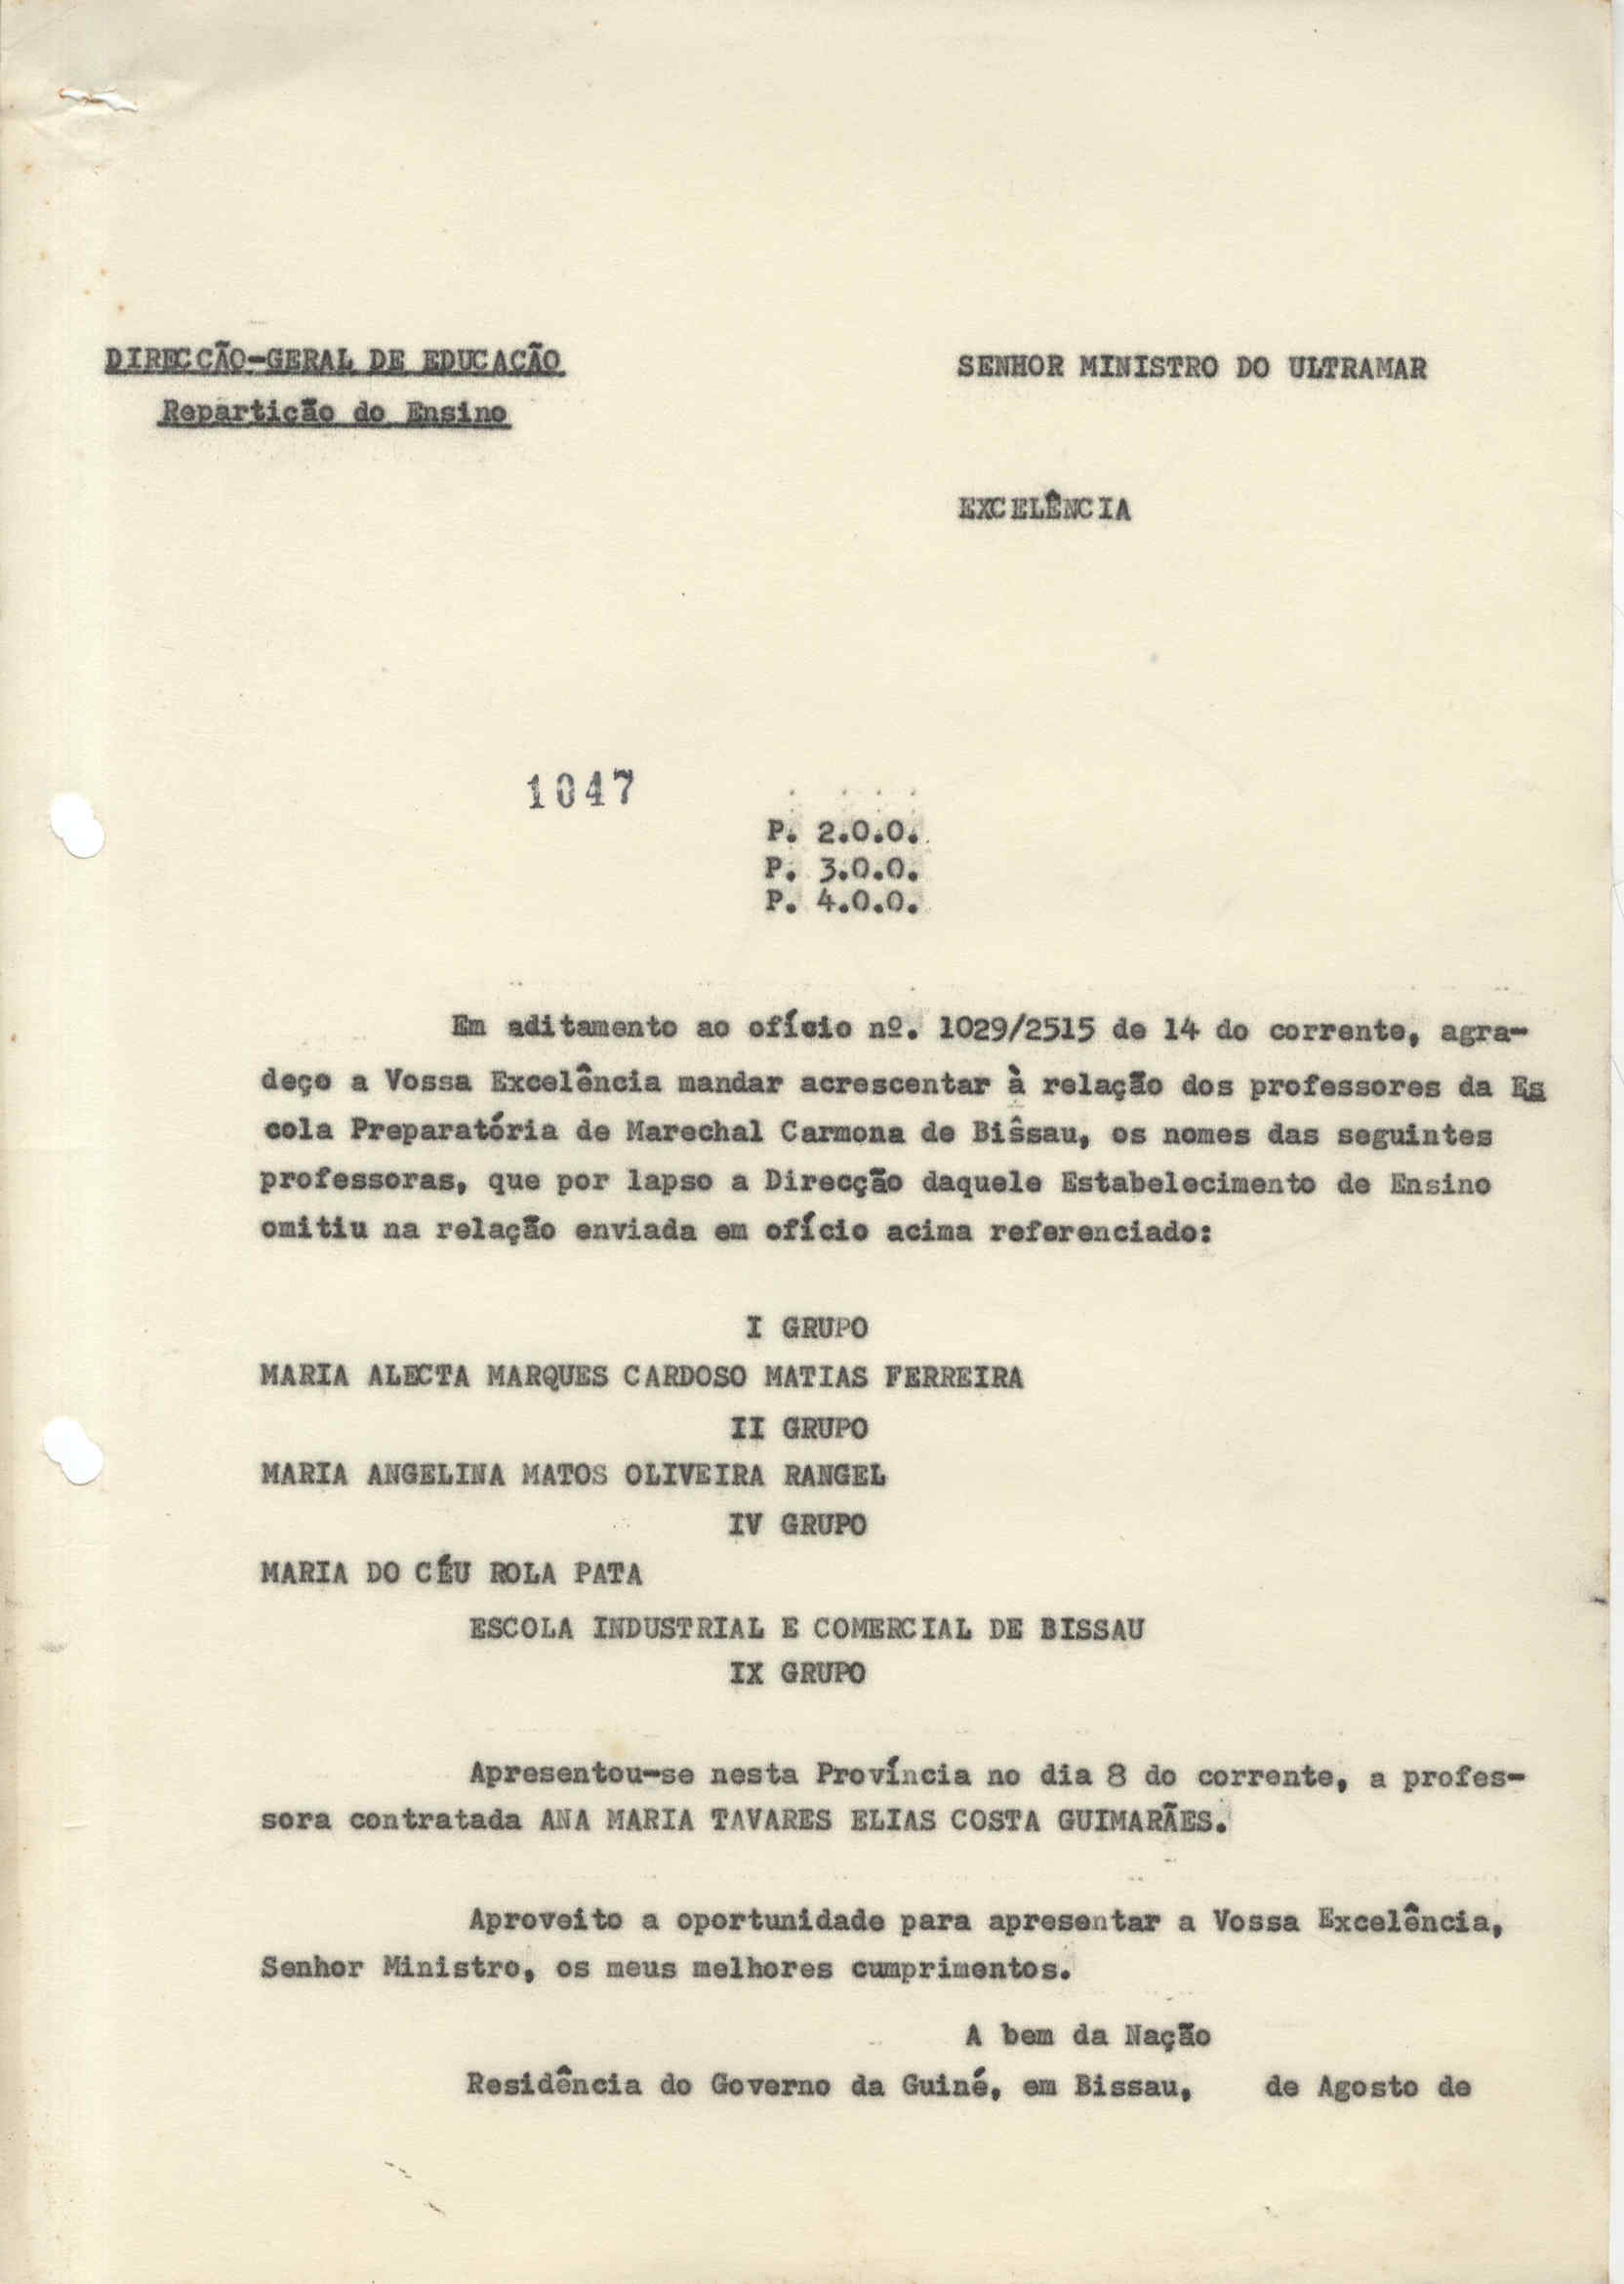 DIRECÇÃO-GERAL DE EDUCAÇÃO
Repartição do Ensino
SENHOR MINISTRO DO ULTRAMAR
EXCELÊNCIA
1047
P. 2.0.0.
P. 3.0.0.
P. 4.0.0.
Em aditamento ao ofício nº. 1029/2515 de 14 do corrente, agra-
deço a Vossa Excelência mandar acrescentar à relação dos professores da Es
cola Preparatória de Marechal Carmona de Bissau, os nomes das seguintes
professoras, que por lapso a Direcção daquele Estabelecimento de Ensino
omitiu na relação enviada em ofício acima referenciado:
I GRUPO
MARIA ALECTA MARQUES CARDOSO MATIAS FERREIRA
II GRUPO
MARIA ANGELINA MATOS OLIVEIRA RANGEL
IV GRUPO
MARIA DO CÉU ROLA PATA
ESCOLA INDUSTRIAL E COMERCIAL DE BISSAU
IX GRUPO
Apresentou-se nesta Província no dia 8 do corrente, a profes-
sora contratada ANA MARIA TAVARES ELIAS COSTA GUIMARÃES.
Aproveito a oportunidade para apresentar a Vossa Excelência,
Senhor Ministro, os meus melhores cumprimentos.
A bem da Nação
Residência do Governo da Guiné, em Bissau, de Agosto de